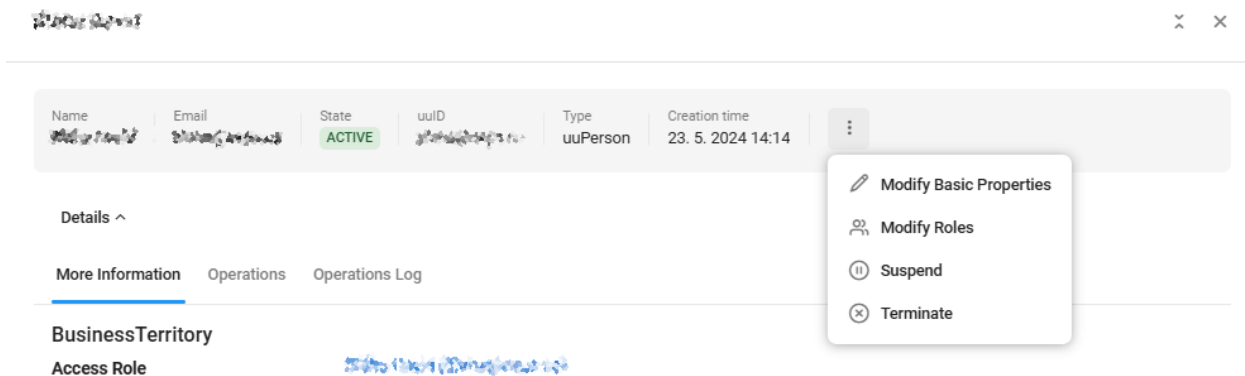 Name Email State uuID Type Creation time
ACTIVE uuPerson 23. 5. 2024 14:14
Modify Basic Properties
Details
Modify Roles
More Information Operations Operations Log
Suspend
Terminate
BusinessTerritory
Access Role